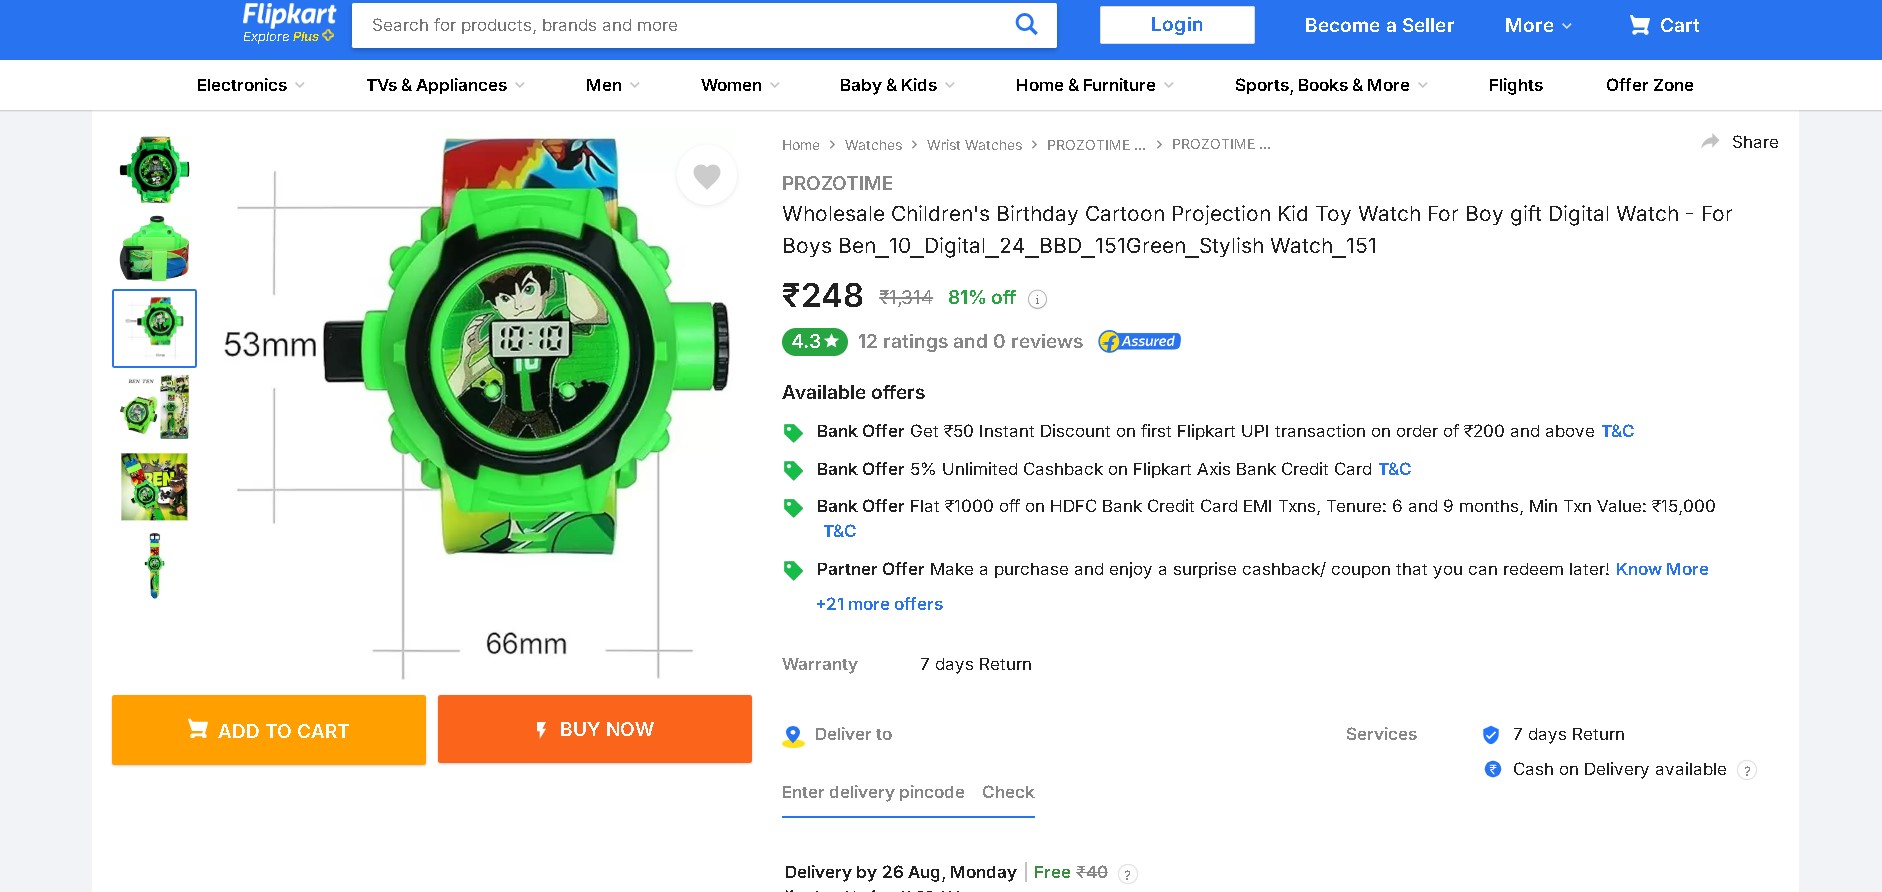 Flipkart
Explore Plus
Search for products, brands and more
Login
Become a Seller
More
Cart
Electronics
TVs & Appliances
Men
Women
Baby & Kids
Home & Furniture
Sports, Books & More
Flights
Offer Zone
Home
Watches
Wrist Watches
PROZOTIME ...
PROZOTIME ...
Share
PROZOTIME
Wholesale Children's Birthday Cartoon Projection Kid Toy Watch For Boy gift Digital Watch - For
Boys Ben_10_Digital_24_BBD_151Green_Stylish Watch_151
₹248 ₹1,314 81% off
4.3 12 ratings and 0 reviews Assured
Available offers
Bank Offer Get ₹50 Instant Discount on first Flipkart UPI transaction on order of ₹200 and above T&C
Bank Offer 5% Unlimited Cashback on Flipkart Axis Bank Credit Card T&C
Bank Offer Flat ₹1000 off on HDFC Bank Credit Card EMI Txns, Tenure: 6 and 9 months, Min Txn Value: ₹15,000
T&C
Partner Offer Make a purchase and enjoy a surprise cashback/ coupon that you can redeem later! Know More
+21 more offers
Warranty
7 days Return
Deliver to
Services
7 days Return
Cash on Delivery available
?
Enter delivery pincode
Check
Delivery by 26 Aug, Monday
Free ₹40
?
53mm
10:10
10
66mm
BEN TEN
BEN
ADD TO CART
BUY NOW